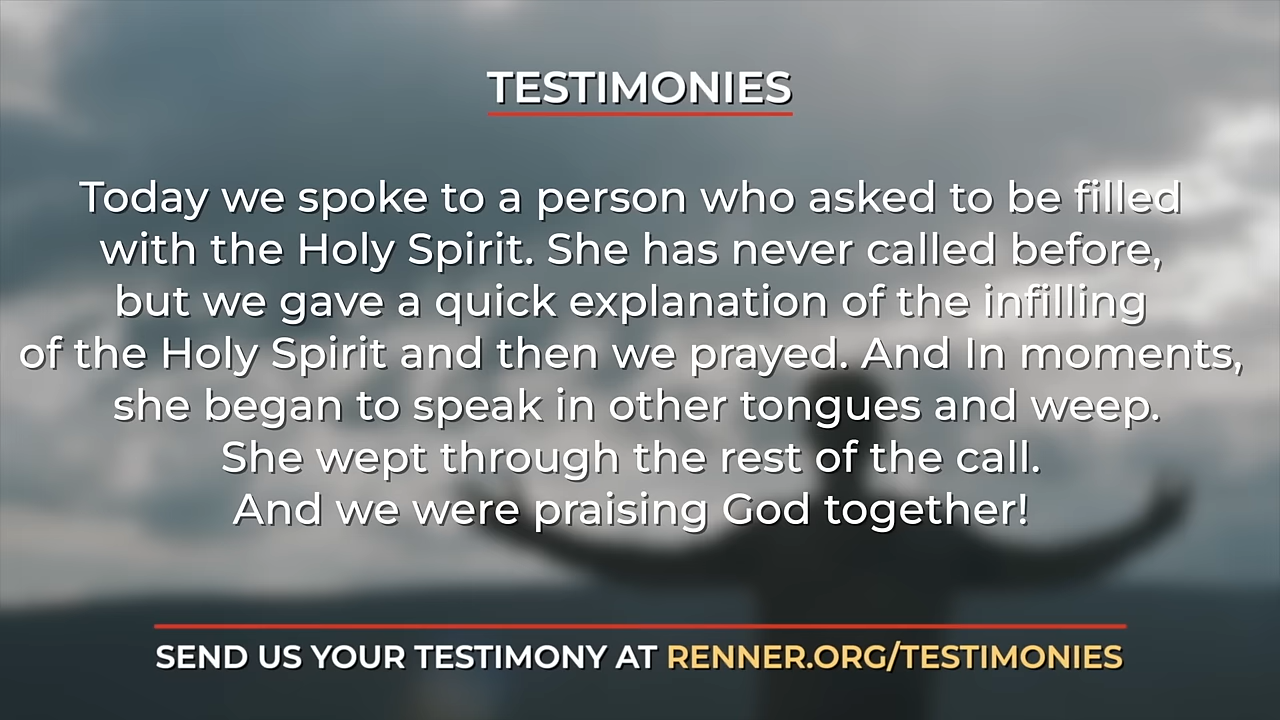 TESTIMONIES
Today we spoke to a person who asked to be filled
with the Holy Spirit. She has never called before,
but we gave a quick explanation of the infilling
of the Holy Spirit and then we prayed. And In moments,
she began to speak in other tongues and weep.
She wept through the rest of the call.
And we were praising God together!
SEND US YOUR TESTIMONY AT RENNER.ORG/TESTIMONIES